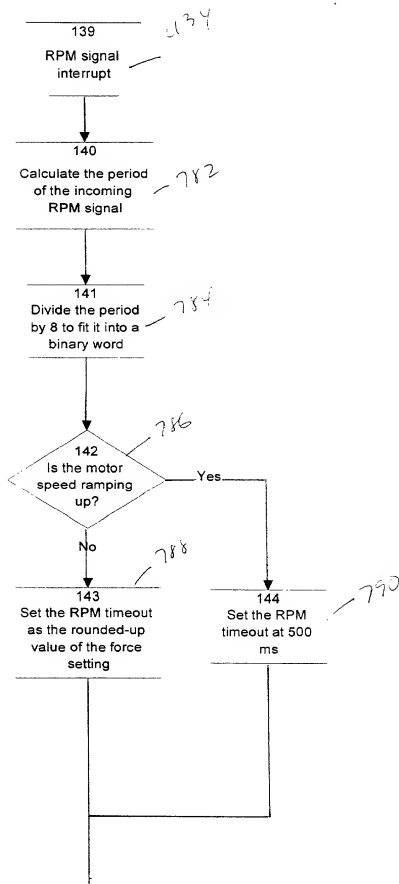 139
RPM signal
interrupt
140
Calculate the period
of the incoming
RPM signal
782
141
Divide the period
by 8 to fit it into a
binary word
784
786
142
Is the motor
speed ramping
up?
Yes
No
788
143
Set the RPM timeout
as the rounded-up
value of the force
setting
144
Set the RPM
timeout at 500
ms
790